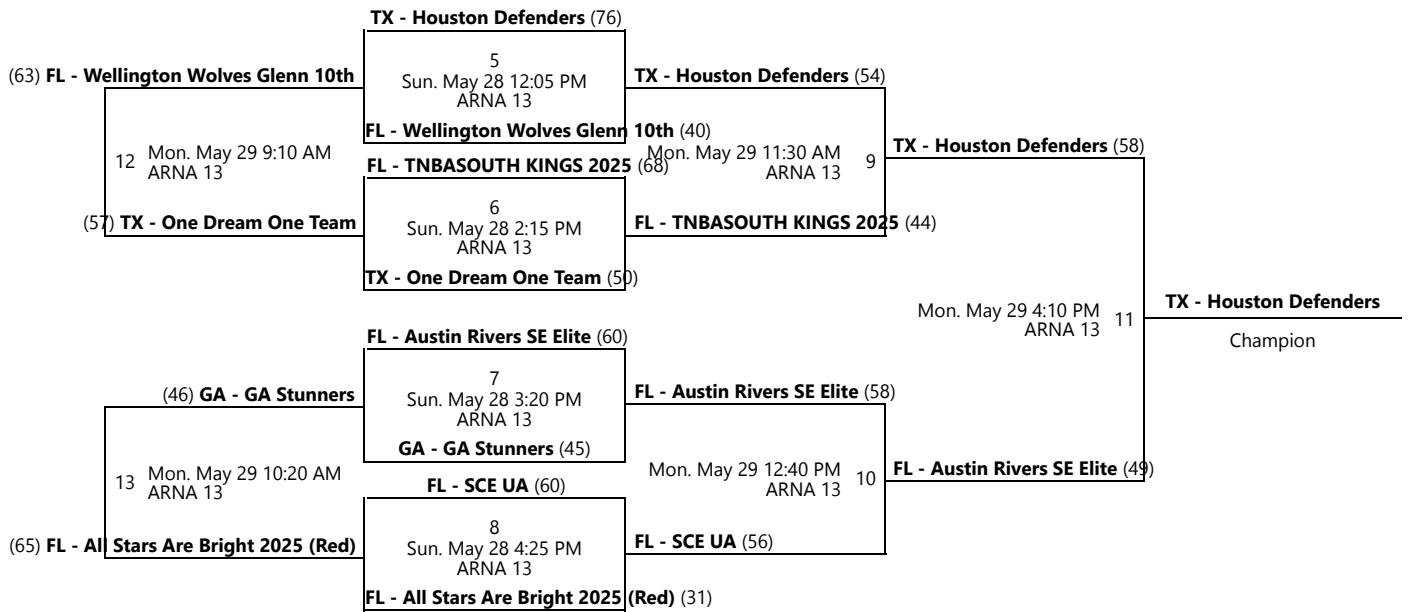 TX - Houston Defenders (76)
5
Sun. May 28 12:05 PM
ARNA 13
FL - Wellington Wolves Glenn 10th (40)
(63) FL - Wellington Wolves Glenn 10th
12 Mon. May 29 9:10 AM
ARNA 13
(57) TX - One Dream One Team
FL - TNBASOUTH KINGS 2025 (68)
6
Sun. May 28 2:15 PM
ARNA 13
TX - One Dream One Team (50)
TX - Houston Defenders (54)
Mon. May 29 11:30 AM 9
ARNA 13
FL - TNBASOUTH KINGS 2025 (44)
TX - Houston Defenders (58)
FL - Austin Rivers SE Elite (60)
7
Sun. May 28 3:20 PM
ARNA 13
GA - GA Stunners (45)
(46) GA - GA Stunners
13 Mon. May 29 10:20 AM
ARNA 13
(65) FL - All Stars Are Bright 2025 (Red)
FL - SCE UA (60)
8
Sun. May 28 4:25 PM
ARNA 13
FL - All Stars Are Bright 2025 (Red) (31)
FL - Austin Rivers SE Elite (58)
Mon. May 29 12:40 PM 10
ARNA 13
FL - SCE UA (56)
FL - Austin Rivers SE Elite (49)
Mon. May 29 4:10 PM 11
ARNA 13
TX - Houston Defenders
Champion